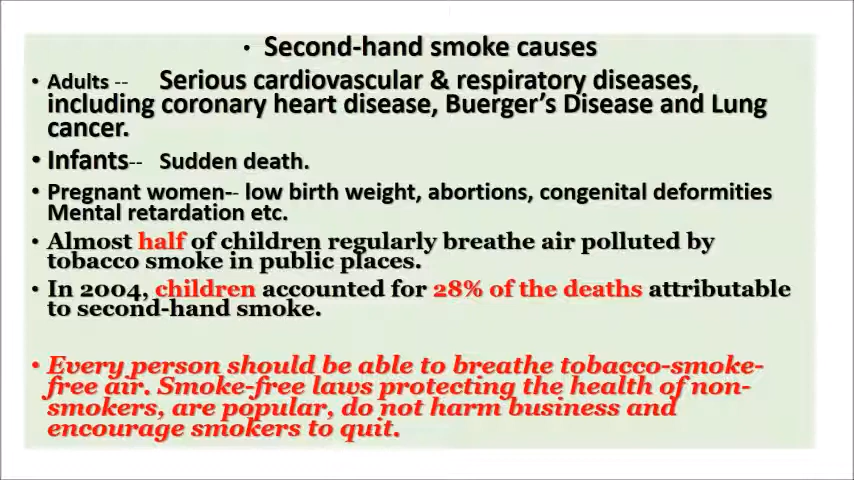 • Second-hand smoke causes
• Adults -- Serious cardiovascular & respiratory diseases,
including coronary heart disease, Buerger's Disease and Lung
cancer.
• Infants-- Sudden death.
• Pregnant women-- low birth weight, abortions, congenital deformities
Mental retardation etc.
• Almost half of children regularly breathe air polluted by
tobacco smoke in public places.
• In 2004, children accounted for 28% of the deaths attributable
to second-hand smoke.
• Every person should be able to breathe tobacco-smoke-
free air. Smoke-free laws protecting the health of non-
smokers, are popular, do not harm business and
encourage smokers to quit.